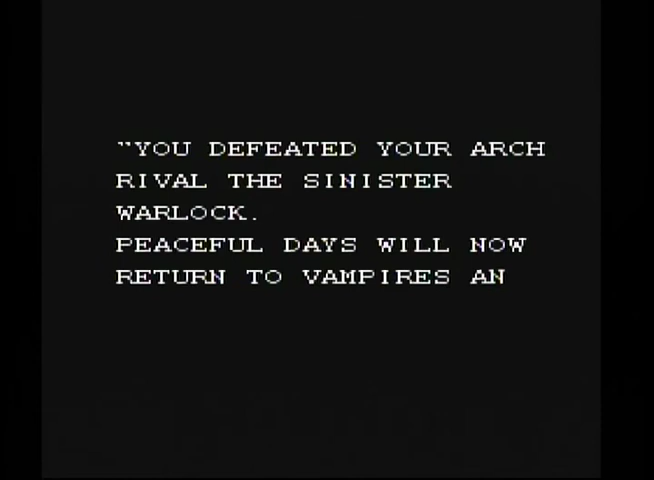 "YOU DEFEATED YOUR ARCH
RIVAL THE SINISTER
WARLOCK.
PEACEFUL DAYS WILL NOW
RETURN TO VAMPIRES AN